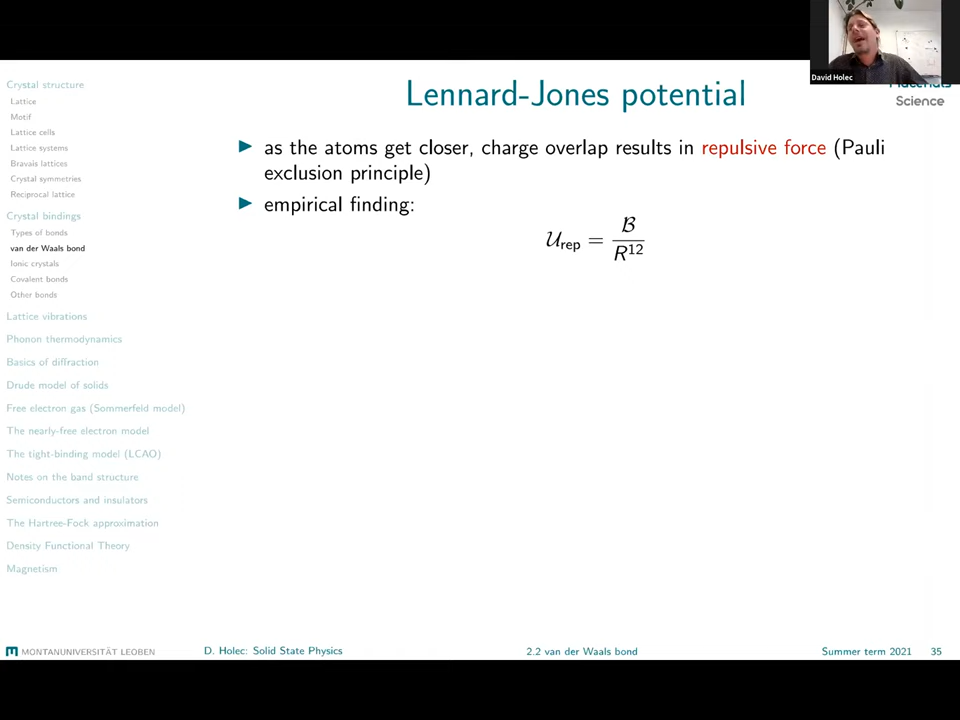 David Holec
Materials
Science
Crystal structure
Lattice
Motif
Lattice cells
Lattice systems
Bravais lattices
Crystal symmetries
Reciprocal lattice
Crystal bindings
Types of bonds
van der Waals bond
Ionic crystals
Covalent bonds
Other bonds
Lattice vibrations
Phonon thermodynamics
Basics of diffraction
Drude model of solids
Free electron gas (Sommerfeld model)
The nearly-free electron model
The tight-binding model (LCAO)
Notes on the band structure
Semiconductors and insulators
The Hartree-Fock approximation
Density Functional Theory
Magnetism
Lennard-Jones potential
▶ as the atoms get closer, charge overlap results in repulsive force (Pauli
exclusion principle)
▶ empirical finding:
𝒰rep = ℬ / R¹²
MONTANUNIVERSITÄT LEOBEN D. Holec: Solid State Physics 2.2 van der Waals bond Summer term 2021 35